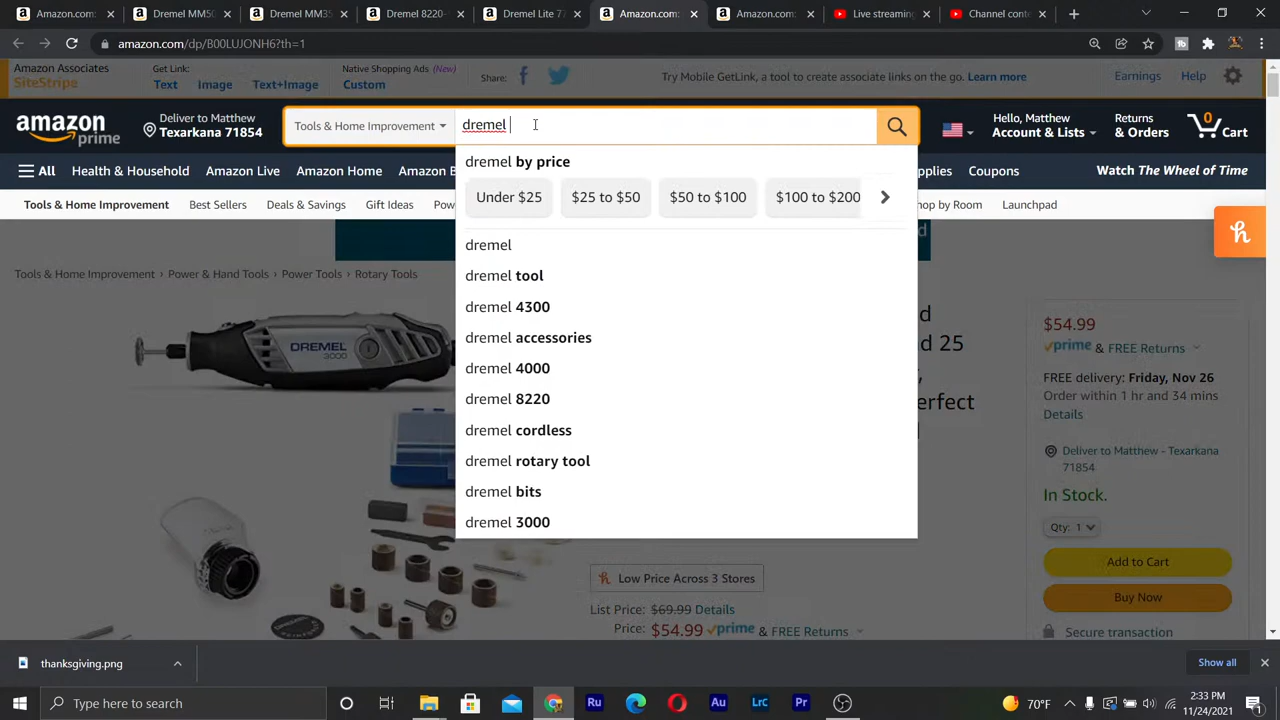 Dremel MM50
Dremel MM35
Dremel 8220-
Dremel Lite 77
Amazon.com:
Amazon.com:
Live streaming
Channel conte
amazon.com/dp/B00LUJONH6?th=1
Amazon Associates
SiteStripe
Get Link:
Text
Image
Text+Image
Native Shopping Ads (New)
Custom
Share:
Try Mobile GetLink, a tool to create associate links on the go. Learn more
Earnings
Help
amazon
prime
Deliver to Matthew
Texarkana 71854
Tools & Home Improvement
dremel
Hello, Matthew
Account & Lists
Returns
& Orders
0
Cart
All
Health & Household
Amazon Live
Amazon Home
Amazon B
pplies
Coupons
Watch The Wheel of Time
Tools & Home Improvement
Best Sellers
Deals & Savings
Gift Ideas
Pow
hop by Room
Launchpad
dremel by price
Under $25
$25 to $50
$50 to $100
$100 to $200
dremel
dremel tool
dremel 4300
dremel accessories
dremel 4000
dremel 8220
dremel cordless
dremel rotary tool
dremel bits
dremel 3000
Tools & Home Improvement › Power & Hand Tools › Power Tools › Rotary Tools
DREMEL
3000
d
d 25
,
erfect
$54.99
prime & FREE Returns
FREE delivery: Friday, Nov 26
Order within 1 hr and 34 mins
Details
Deliver to Matthew - Texarkana
71854
In Stock.
Qty: 1
Add to Cart
Buy Now
Secure transaction
Low Price Across 3 Stores
List Price: $69.99 Details
Price: $54.99 prime & FREE Returns
thanksgiving.png
Show all
Type here to search
Ru
Au
LrC
Pr
70°F
2:33 PM
11/24/2021